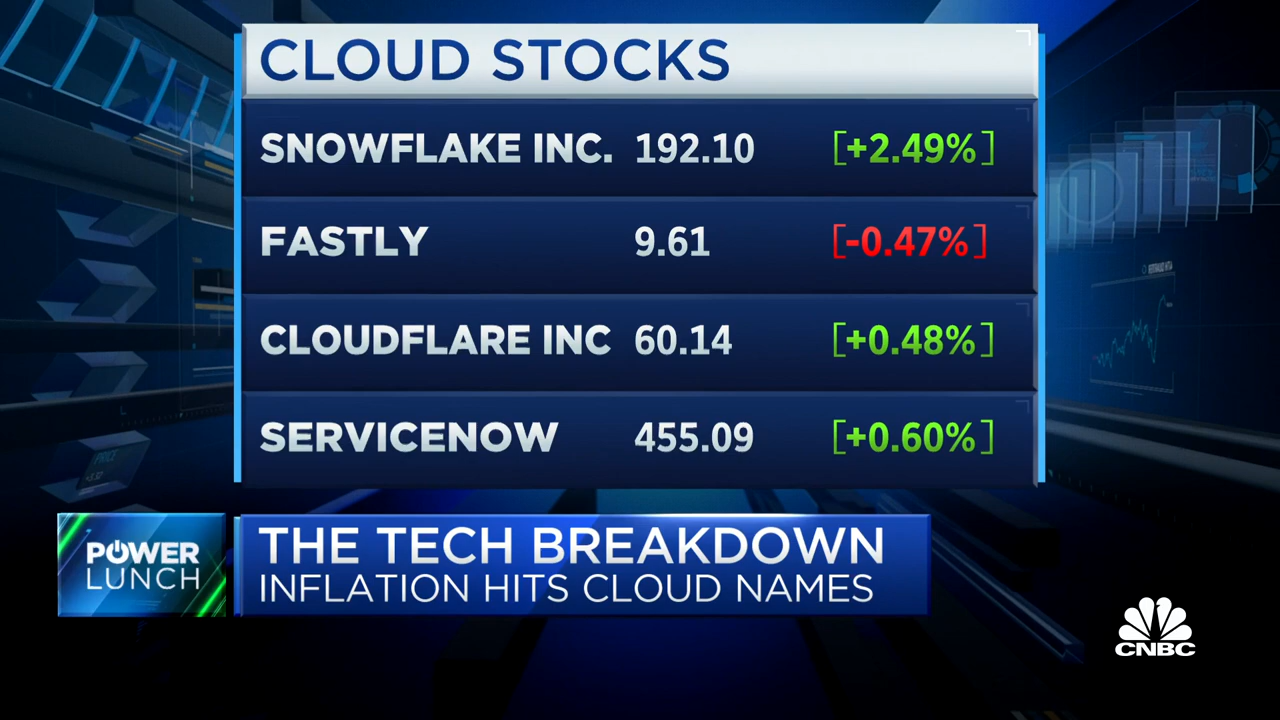 CLOUD STOCKS
SNOWFLAKE INC. 192.10 [+2.49%]
FASTLY 9.61 [-0.47%]
CLOUDFLARE INC 60.14 [+0.48%]
SERVICENOW 455.09 [+0.60%]
POWER
LUNCH
THE TECH BREAKDOWN
INFLATION HITS CLOUD NAMES
CNBC
PRICE